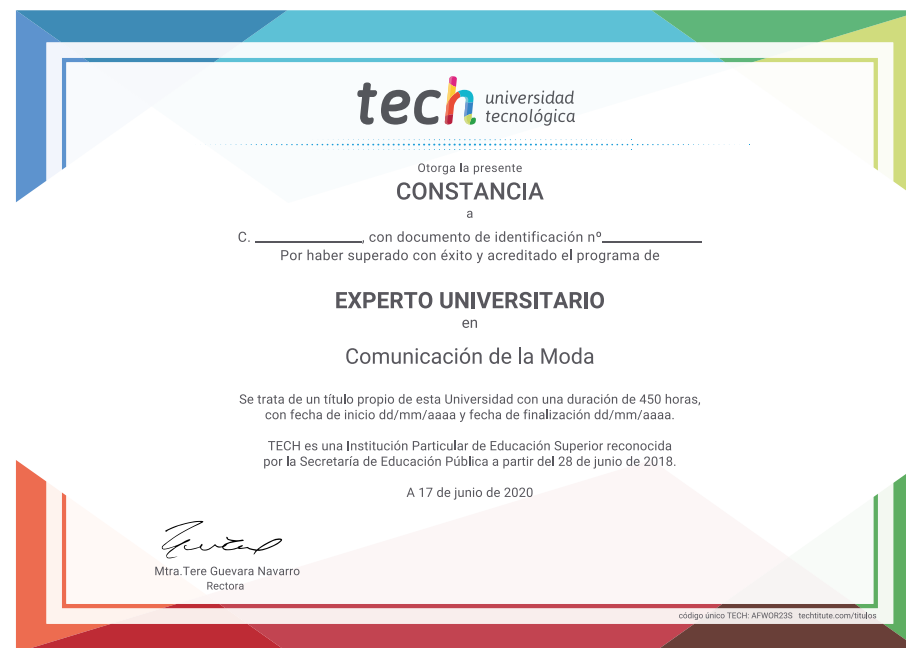 tech universidad
tecnológica
Otorga la presente
CONSTANCIA
a
C. ______________, con documento de identificación nº_____________
Por haber superado con éxito y acreditado el programa de
EXPERTO UNIVERSITARIO
en
Comunicación de la Moda
Se trata de un título propio de esta Universidad con una duración de 450 horas,
con fecha de inicio dd/mm/aaaa y fecha de finalización dd/mm/aaaa.
TECH es una Institución Particular de Educación Superior reconocida
por la Secretaría de Educación Pública a partir del 28 de junio de 2018.
A 17 de junio de 2020
Mtra.Tere Guevara Navarro
Rectora
código único TECH: AFWOR23S techtitute.com/titulos